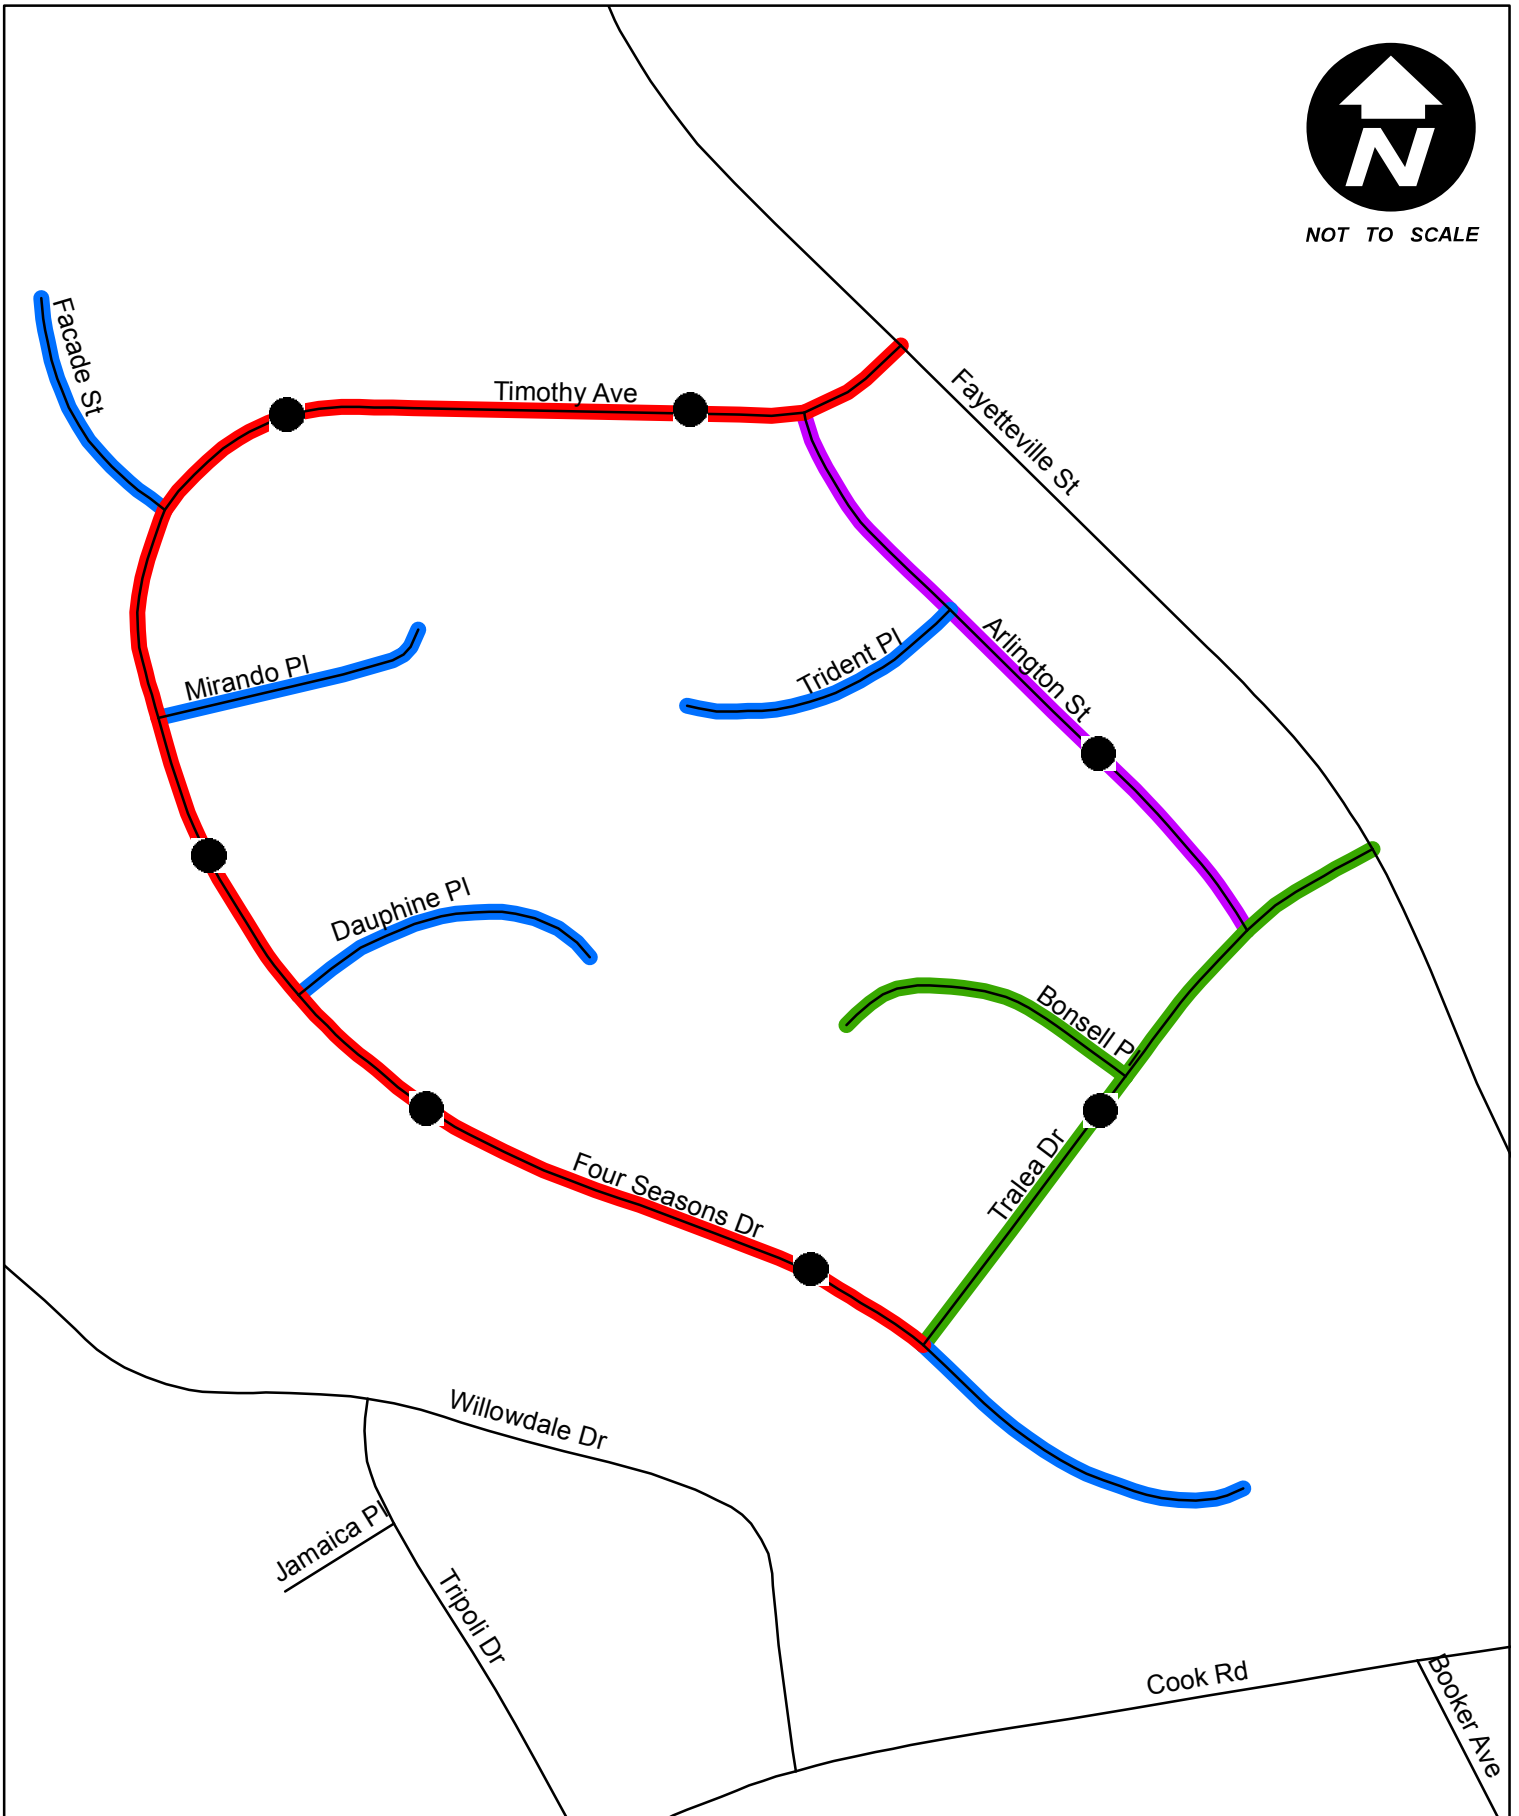 N
NOT TO SCALE
Facade St
Timothy Ave
Fayetteville St
Mirando Pl
Trident Pl
Arlington St
Dauphine Pl
Bonsell Pl
Tralea Dr
Four Seasons Dr
Willowdale Dr
Jamaica Pl
Tripoli Dr
Cook Rd
Booker Ave